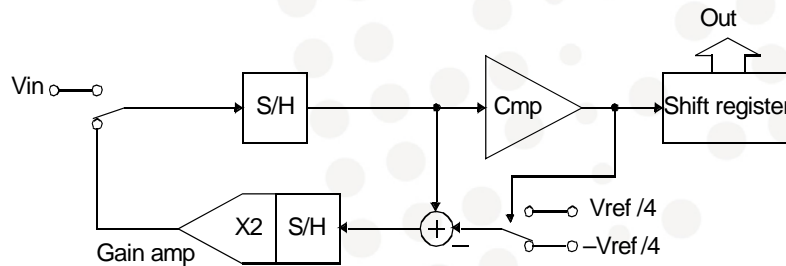 Out
Vin
S/H
Cmp
Shift register
X2
S/H
+
–
Vref /4
–Vref /4
Gain amp